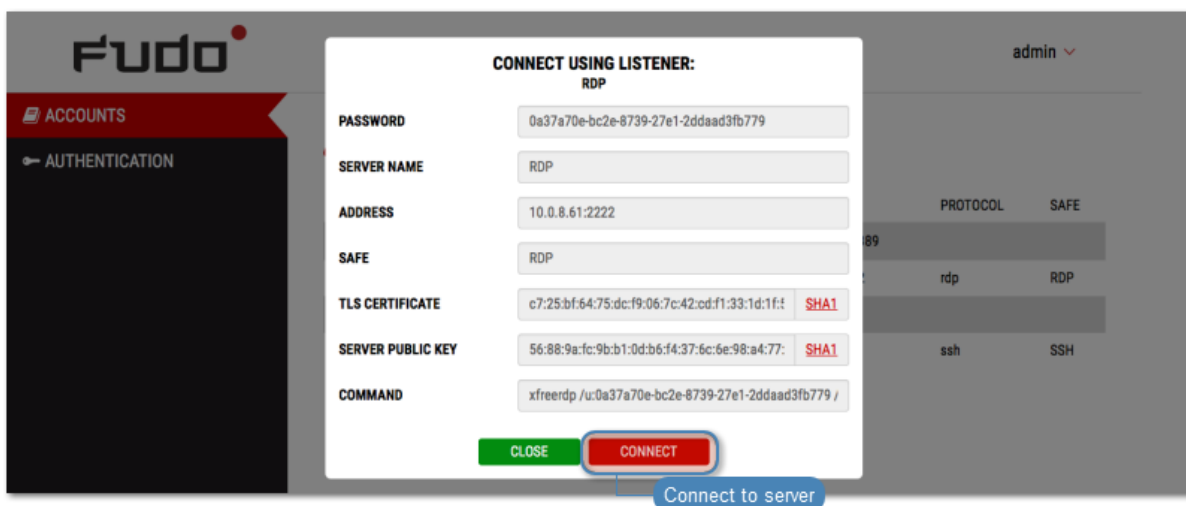 Fudo
admin
ACCOUNTS
AUTHENTICATION
CONNECT USING LISTENER:
RDP
PASSWORD 0a37a70e-bc2e-8739-27e1-2ddaad3fb779
SERVER NAME RDP
ADDRESS 10.0.8.61:2222
SAFE RDP
TLS CERTIFICATE c7:25:bf:64:75:dc:f9:06:7c:42:cd:f1:33:1d:1f: SHA1
SERVER PUBLIC KEY 56:88:9a:fc:9b:b1:0d:b6:f4:37:6c:6e:98:a4:77: SHA1
COMMAND xfreerdp /u:0a37a70e-bc2e-8739-27e1-2ddaad3fb779 /
CLOSE CONNECT
Connect to server
PROTOCOL SAFE
89
rdp RDP
ssh SSH